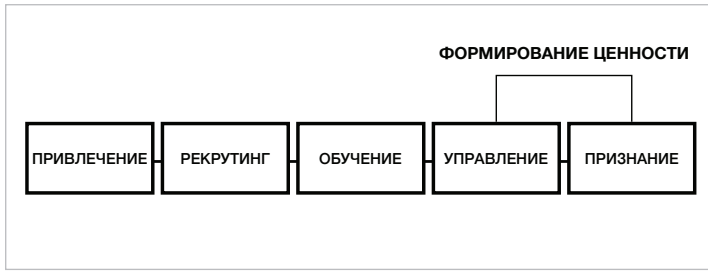 ФОРМИРОВАНИЕ ЦЕННОСТИ
ПРИВЛЕЧЕНИЕ РЕКРУТИНГ ОБУЧЕНИЕ УПРАВЛЕНИЕ ПРИЗНАНИЕ